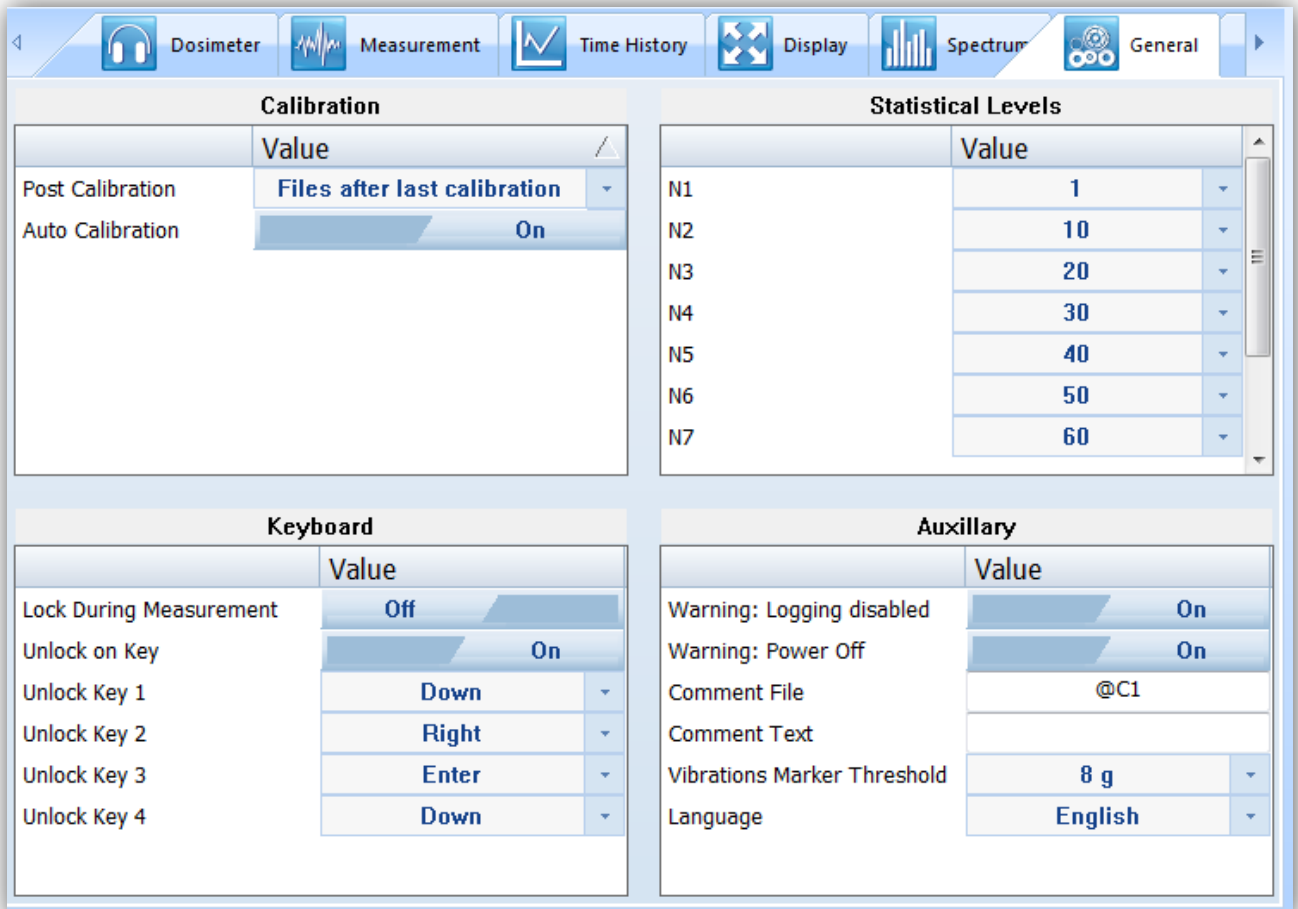 Dosimeter Measurement Time History Display Spectrum General
Calibration
Value
Post Calibration Files after last calibration
Auto Calibration On
Statistical Levels
Value
N1 1
N2 10
N3 20
N4 30
N5 40
N6 50
N7 60
Keyboard
Value
Lock During Measurement Off
Unlock on Key On
Unlock Key 1 Down
Unlock Key 2 Right
Unlock Key 3 Enter
Unlock Key 4 Down
Auxillary
Value
Warning: Logging disabled On
Warning: Power Off On
Comment File @C1
Comment Text
Vibrations Marker Threshold 8 g
Language English